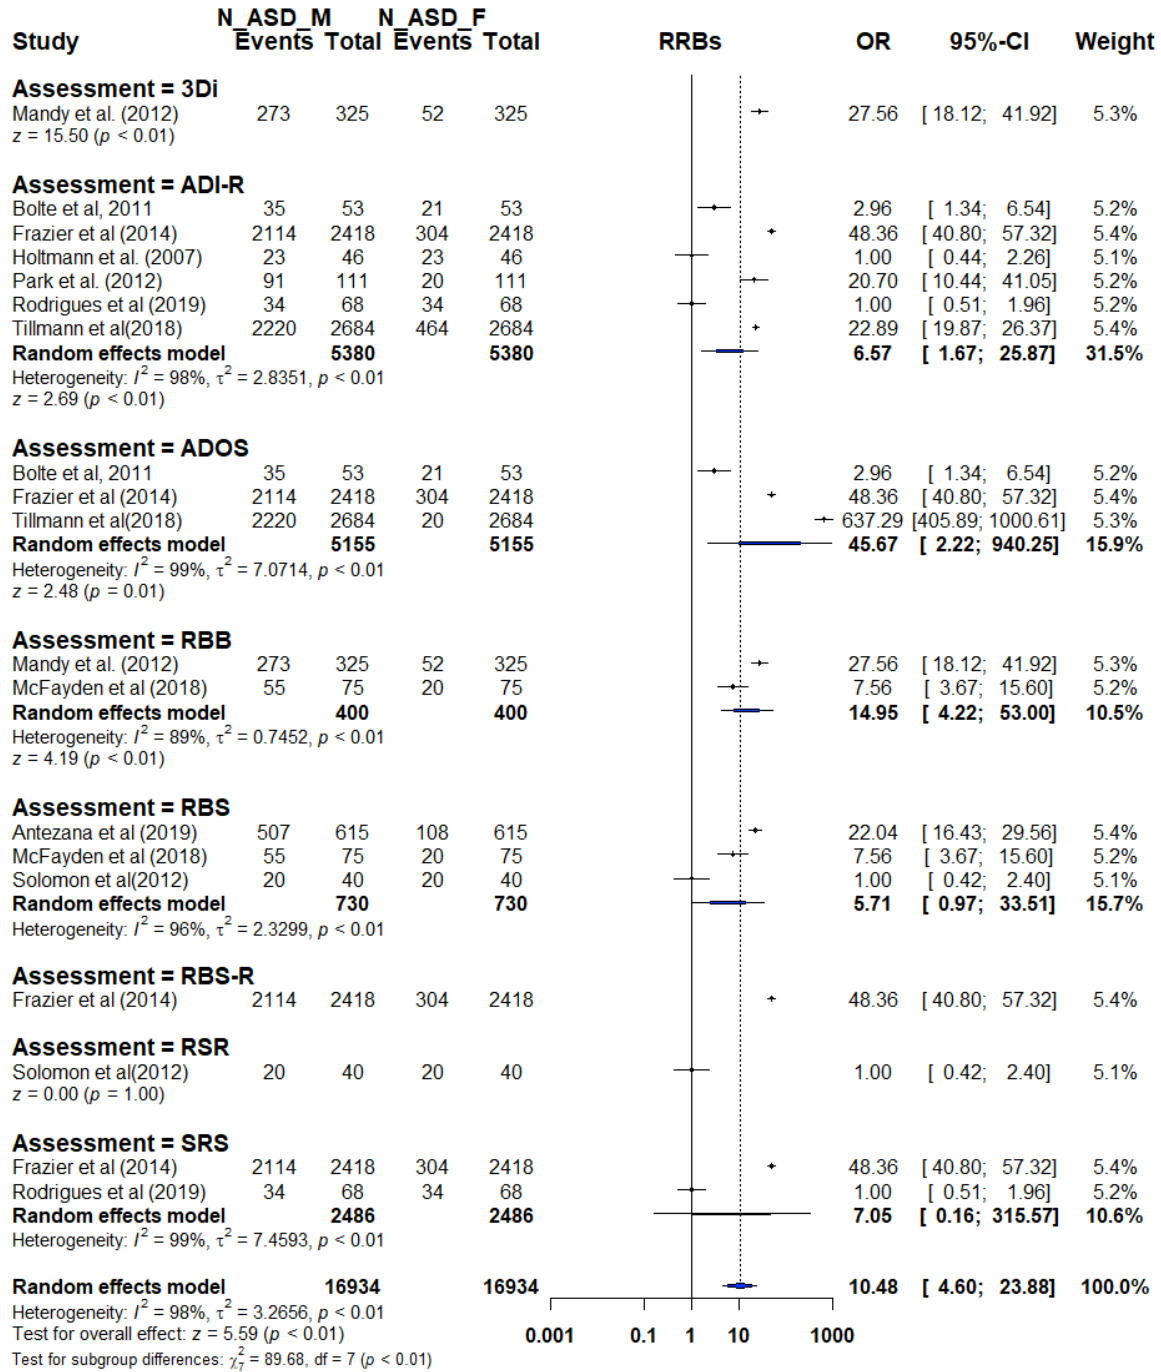 N_ASD_M N_ASD_F
Study Events Total Events Total RRBs OR 95%-CI Weight
Assessment = 3Di
Mandy et al. (2012) 273 325 52 325 27.56 [ 18.12; 41.92] 5.3%
z = 15.50 (p < 0.01)
Assessment = ADI-R
Bolte et al, 2011 35 53 21 53 2.96 [ 1.34; 6.54] 5.2%
Frazier et al (2014) 2114 2418 304 2418 48.36 [ 40.80; 57.32] 5.4%
Holtmann et al. (2007) 23 46 23 46 1.00 [ 0.44; 2.26] 5.1%
Park et al. (2012) 91 111 20 111 20.70 [ 10.44; 41.05] 5.2%
Rodrigues et al (2019) 34 68 34 68 1.00 [ 0.51; 1.96] 5.2%
Tillmann et al(2018) 2220 2684 464 2684 22.89 [ 19.87; 26.37] 5.4%
Random effects model 5380 5380 6.57 [ 1.67; 25.87] 31.5%
Heterogeneity: I² = 98%, τ² = 2.8351, p < 0.01
z = 2.69 (p < 0.01)
Assessment = ADOS
Bolte et al, 2011 35 53 21 53 2.96 [ 1.34; 6.54] 5.2%
Frazier et al (2014) 2114 2418 304 2418 48.36 [ 40.80; 57.32] 5.4%
Tillmann et al(2018) 2220 2684 20 2684 637.29 [405.89; 1000.61] 5.3%
Random effects model 5155 5155 45.67 [ 2.22; 940.25] 15.9%
Heterogeneity: I² = 99%, τ² = 7.0714, p < 0.01
z = 2.48 (p = 0.01)
Assessment = RBB
Mandy et al. (2012) 273 325 52 325 27.56 [ 18.12; 41.92] 5.3%
McFayden et al (2018) 55 75 20 75 7.56 [ 3.67; 15.60] 5.2%
Random effects model 400 400 14.95 [ 4.22; 53.00] 10.5%
Heterogeneity: I² = 89%, τ² = 0.7452, p < 0.01
z = 4.19 (p < 0.01)
Assessment = RBS
Antezana et al (2019) 507 615 108 615 22.04 [ 16.43; 29.56] 5.4%
McFayden et al (2018) 55 75 20 75 7.56 [ 3.67; 15.60] 5.2%
Solomon et al(2012) 20 40 20 40 1.00 [ 0.42; 2.40] 5.1%
Random effects model 730 730 5.71 [ 0.97; 33.51] 15.7%
Heterogeneity: I² = 96%, τ² = 2.3299, p < 0.01
Assessment = RBS-R
Frazier et al (2014) 2114 2418 304 2418 48.36 [ 40.80; 57.32] 5.4%
Assessment = RSR
Solomon et al(2012) 20 40 20 40 1.00 [ 0.42; 2.40] 5.1%
z = 0.00 (p = 1.00)
Assessment = SRS
Frazier et al (2014) 2114 2418 304 2418 48.36 [ 40.80; 57.32] 5.4%
Rodrigues et al (2019) 34 68 34 68 1.00 [ 0.51; 1.96] 5.2%
Random effects model 2486 2486 7.05 [ 0.16; 315.57] 10.6%
Heterogeneity: I² = 99%, τ² = 7.4593, p < 0.01
Random effects model 16934 16934 10.48 [ 4.60; 23.88] 100.0%
Heterogeneity: I² = 98%, τ² = 3.2656, p < 0.01
Test for overall effect: z = 5.59 (p < 0.01)
0.001 0.1 1 10 1000
Test for subgroup differences: χ²₇ = 89.68, df = 7 (p < 0.01)